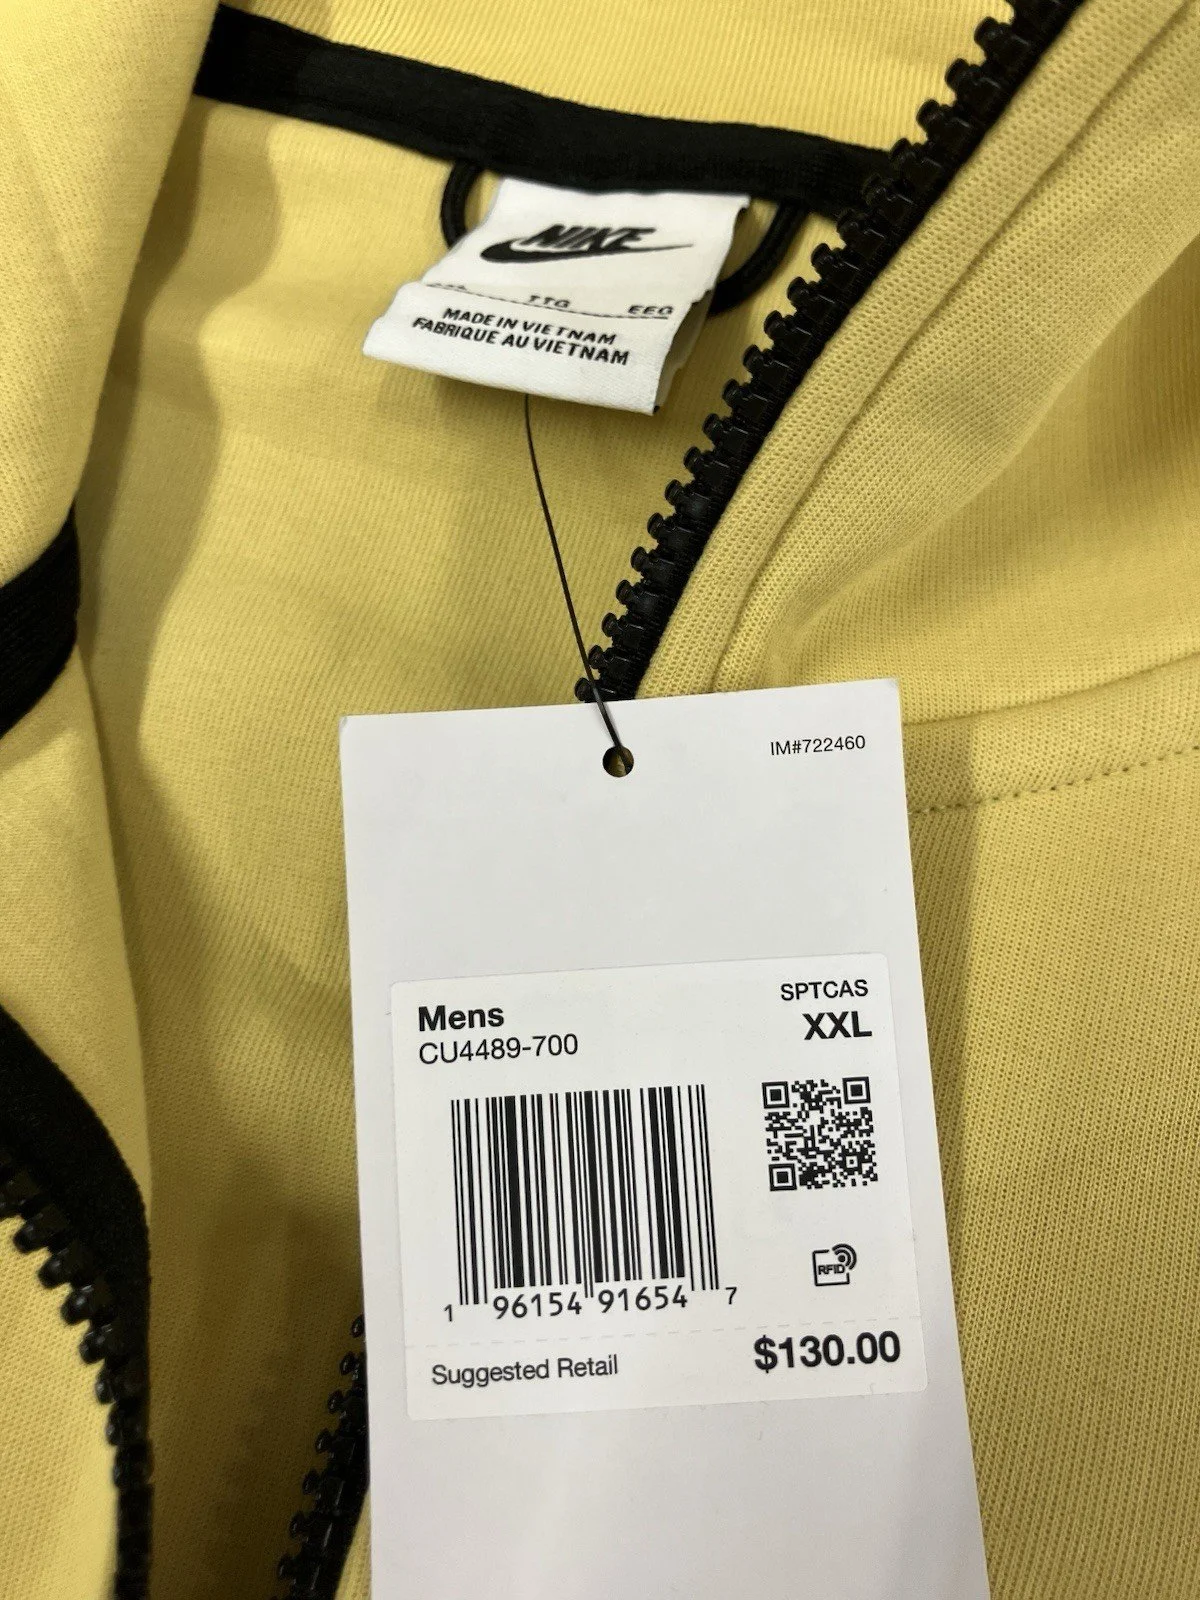 NIKE
TTG EEG
MADE IN VIETNAM
FABRIQUE AU VIETNAM
IM#722460
Mens SPTCAS
CU4489-700 XXL
RFID
1 96154 91654 7
Suggested Retail $130.00